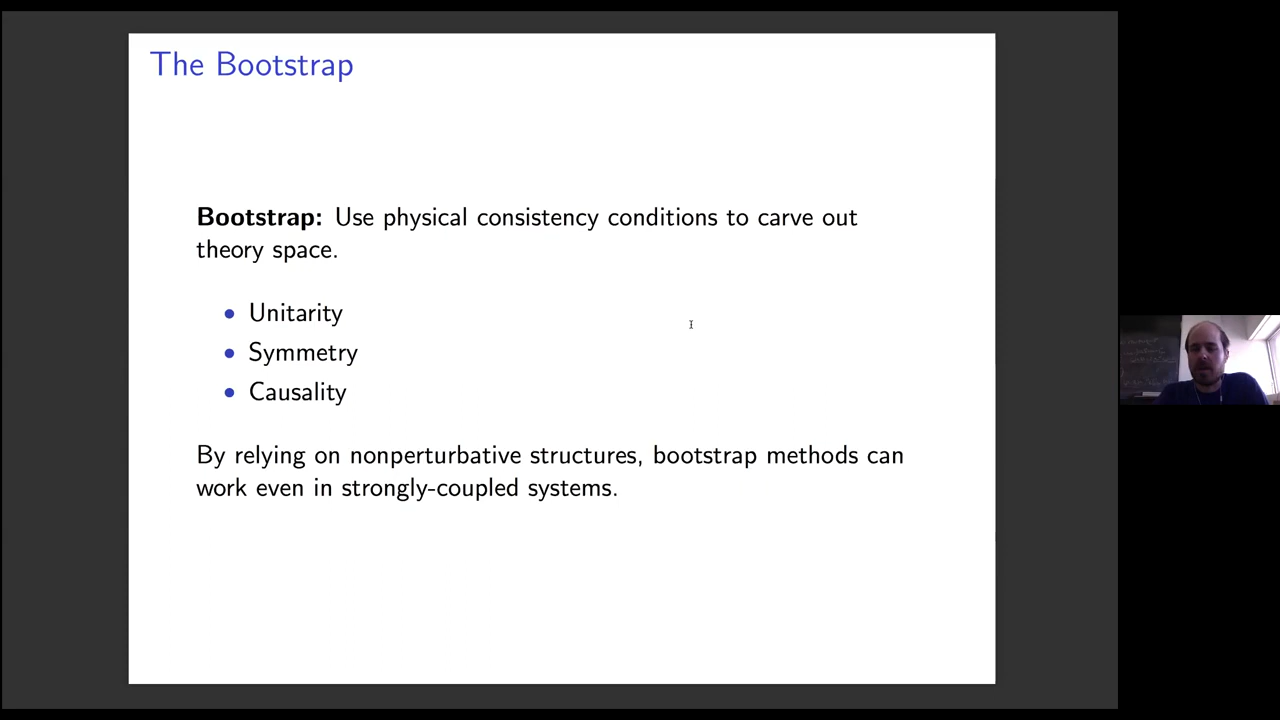 The Bootstrap
Bootstrap: Use physical consistency conditions to carve out
theory space.
• Unitarity
• Symmetry
• Causality
By relying on nonperturbative structures, bootstrap methods can
work even in strongly-coupled systems.